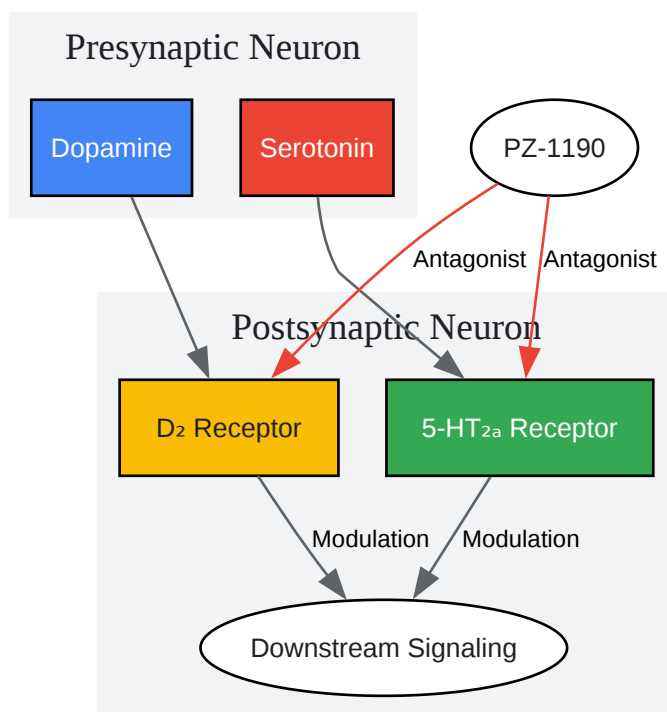 Presynaptic Neuron
Dopamine
Serotonin
PZ-1190
Antagonist
Antagonist
Postsynaptic Neuron
D₂ Receptor
5-HT₂ₐ Receptor
Modulation
Modulation
Downstream Signaling